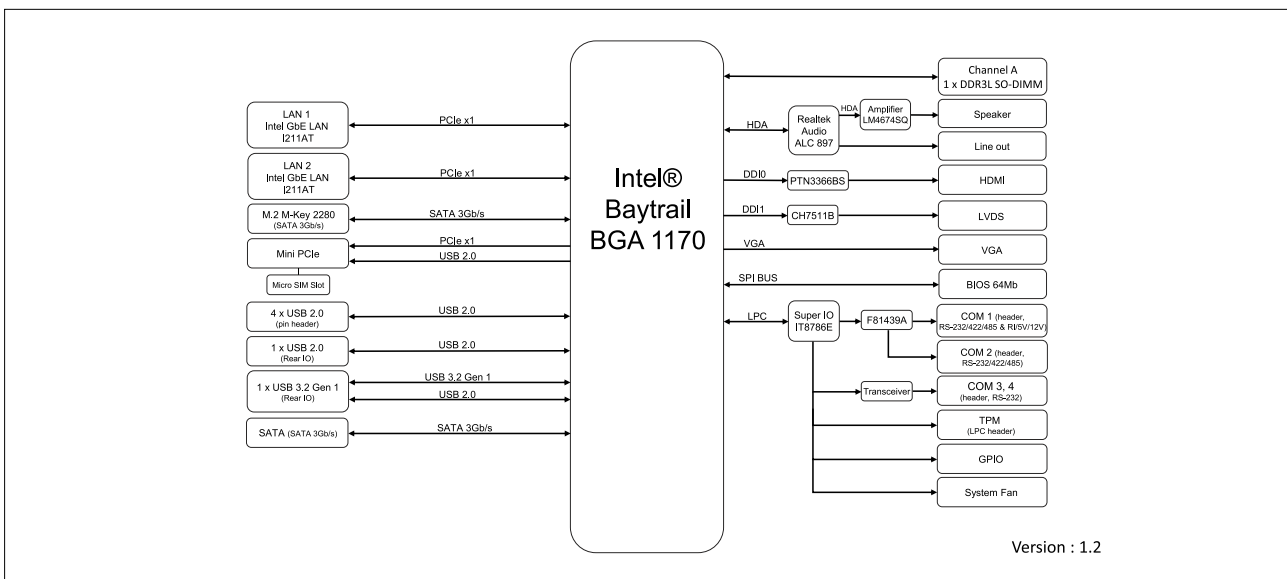 LAN 1
Intel GbE LAN
I211AT
PCIe x1
LAN 2
Intel GbE LAN
I211AT
PCIe x1
M.2 M-Key 2280
(SATA 3Gb/s)
SATA 3Gb/s
Mini PCIe
PCIe x1
USB 2.0
Micro SIM Slot
4 x USB 2.0
(pin header)
USB 2.0
1 x USB 2.0
(Rear IO)
USB 2.0
1 x USB 3.2 Gen 1
(Rear IO)
USB 3.2 Gen 1
USB 2.0
SATA (SATA 3Gb/s)
SATA 3Gb/s
Intel®
Baytrail
BGA 1170
Channel A
1 x DDR3L SO-DIMM
HDA
Realtek
Audio
ALC 897
HDA
Amplifier
LM4674SQ
Speaker
Line out
DDI0
PTN3366BS
HDMI
DDI1
CH7511B
LVDS
VGA
VGA
SPI BUS
BIOS 64Mb
LPC
Super IO
IT8786E
F81439A
COM 1 (header,
RS-232/422/485 & RI/5V/12V)
COM 2 (header,
RS-232/422/485)
Transceiver
COM 3, 4
(header, RS-232)
TPM
(LPC header)
GPIO
System Fan
Version : 1.2